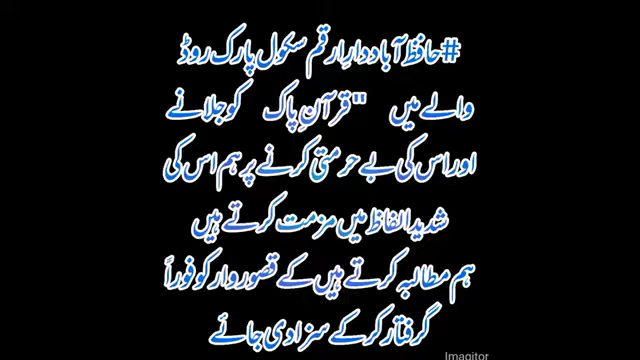 #حافظ آباد دارِ ارقم سکول پارک روڈ
والے میں "قرآنِ پاک کو جلانے
اور اس کی بے حرمتی کرنے پر ہم اس کی
شدید الفاظ میں مزمت کرتے ہیں
ہم مطالبہ کرتے ہیں کے قصوروار کو فوراً
گرفتار کر کے سزا دی جائے
Imagitor